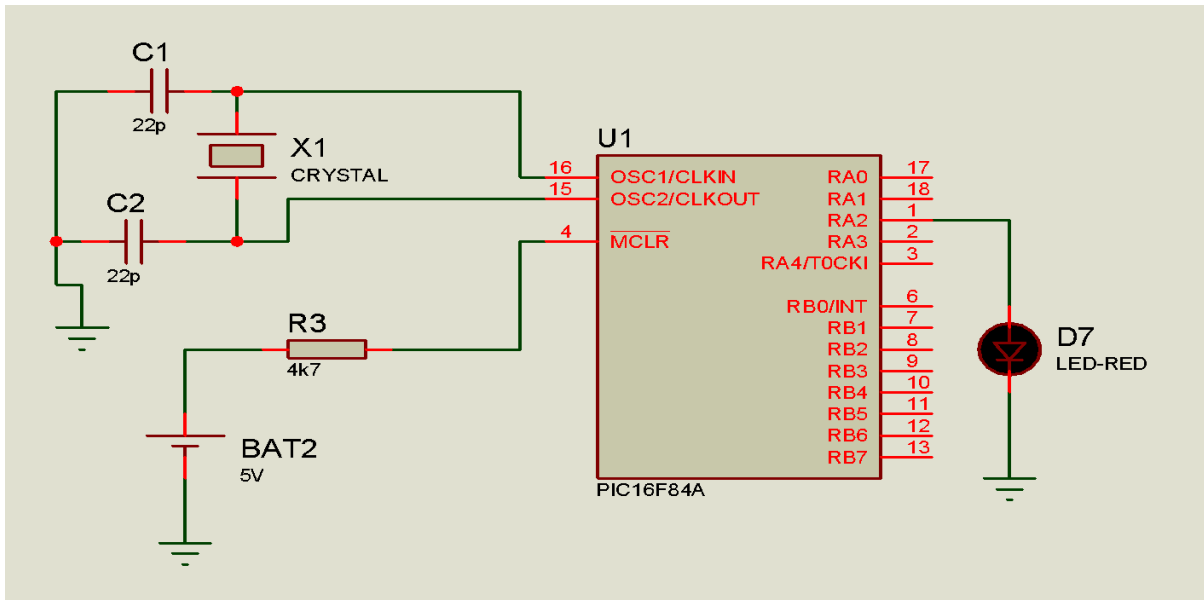 C1
22p
X1
CRYSTAL
C2
22p
R3
4k7
BAT2
5V
U1
16 OSC1/CLKIN RA0 17
15 OSC2/CLKOUT RA1 18
RA2 1
4 MCLR RA3 2
RA4/T0CKI 3
RB0/INT 6
RB1 7
RB2 8
RB3 9
RB4 10
RB5 11
RB6 12
RB7 13
PIC16F84A
D7
LED-RED